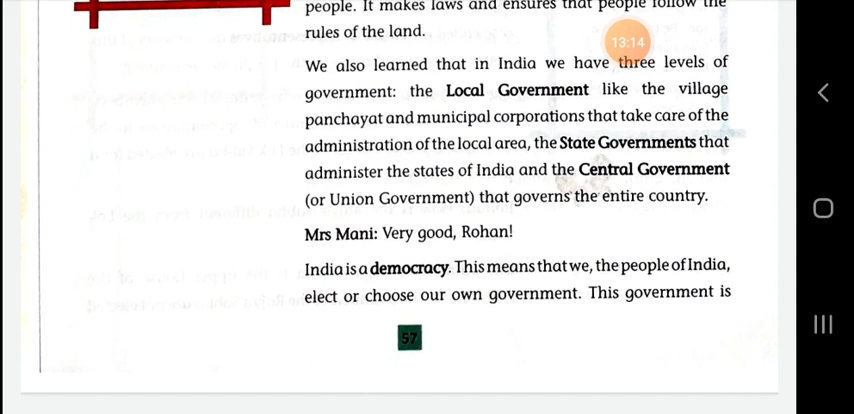 people. It makes laws and ensures that people follow the
rules of the land.
13:14
We also learned that in India we have three levels of
government: the Local Government like the village
panchayat and municipal corporations that take care of the
administration of the local area, the State Governments that
administer the states of India and the Central Government
(or Union Government) that governs the entire country.
Mrs Mani: Very good, Rohan!
India is a democracy. This means that we, the people of India,
elect or choose our own government. This government is
57